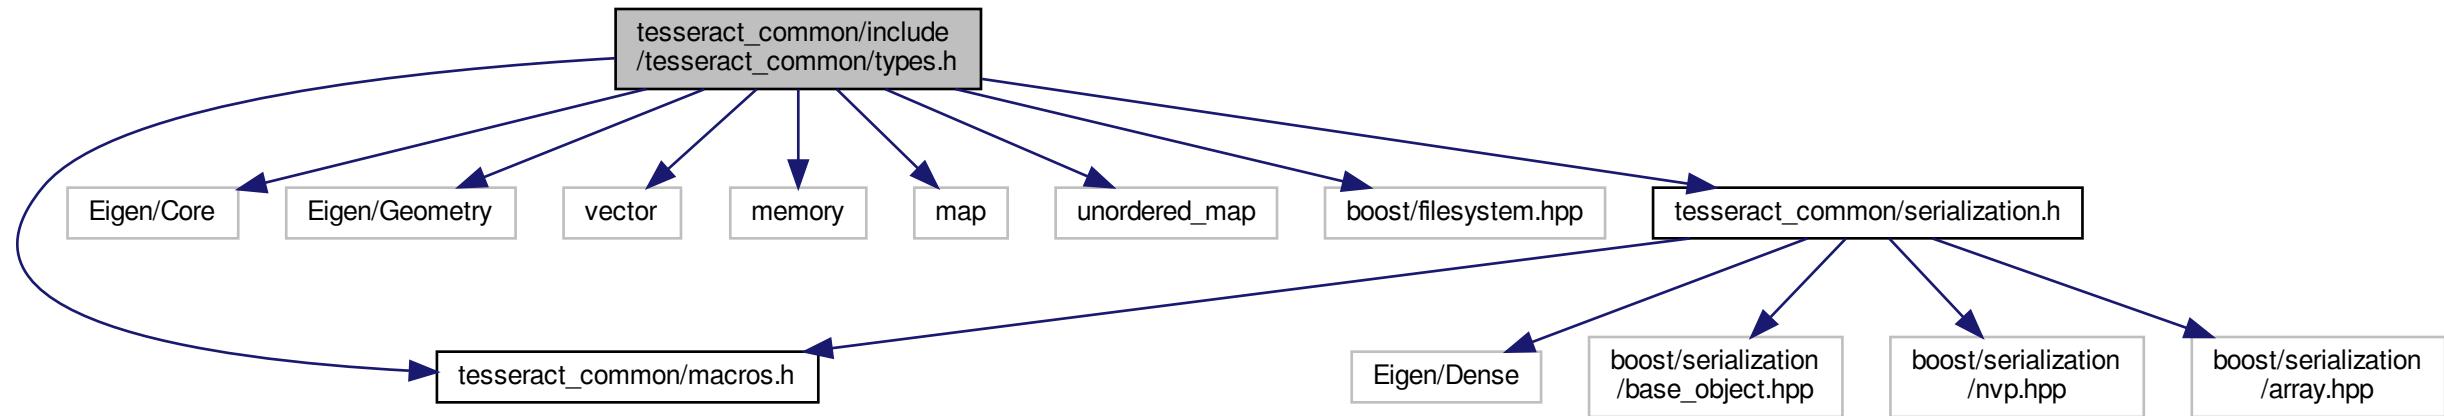 tesseract_common/include
/tesseract_common/types.h
Eigen/Core
Eigen/Geometry
vector
memory
map
unordered_map
boost/filesystem.hpp
tesseract_common/serialization.h
tesseract_common/macros.h
Eigen/Dense
boost/serialization
/base_object.hpp
boost/serialization
/nvp.hpp
boost/serialization
/array.hpp